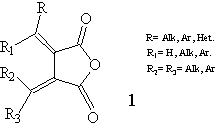 R
O
R₁
R₂
O
R₃
O
1
R= Alk, Ar, Het.
R₁= H, Alk, Ar.
R₂= R₃= Alk, Ar